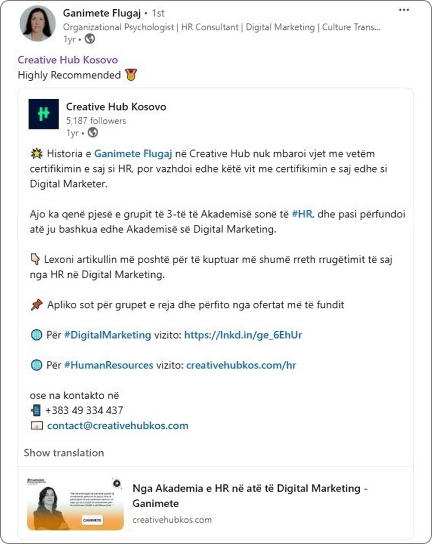 Ganimete Flugaj • 1st
Organizational Psychologist | HR Consultant | Digital Marketing | Culture Trans...
1yr •
Creative Hub Kosovo
Highly Recommended
Creative Hub Kosovo
5,187 followers
1yr •
Historia e Ganimete Flugaj në Creative Hub nuk mbaroi vjet me vetëm
certifikimin e saj si HR, por vazhdoi edhe këtë vit me certifikimin e saj edhe si
Digital Marketer.
Ajo ka qenë pjesë e grupit të 3-të të Akademisë sonë të #HR, dhe pasi përfundoi
atë ju bashkua edhe Akademisë së Digital Marketing.
Lexoni artikullin më poshtë për të kuptuar më shumë rreth rrugëtimit të saj
nga HR në Digital Marketing.
Apliko sot për grupet e reja dhe përfito nga ofertat më të fundit
Për #DigitalMarketing vizito: https://lnkd.in/ge_6EhUr
Për #HumanResources vizito: creativehubkos.com/hr
ose na kontakto në
+383 49 334 437
contact@creativehubkos.com
Show translation
Nga Akademia e HR në atë të Digital Marketing -
Ganimete
creativehubkos.com
GANIMETE